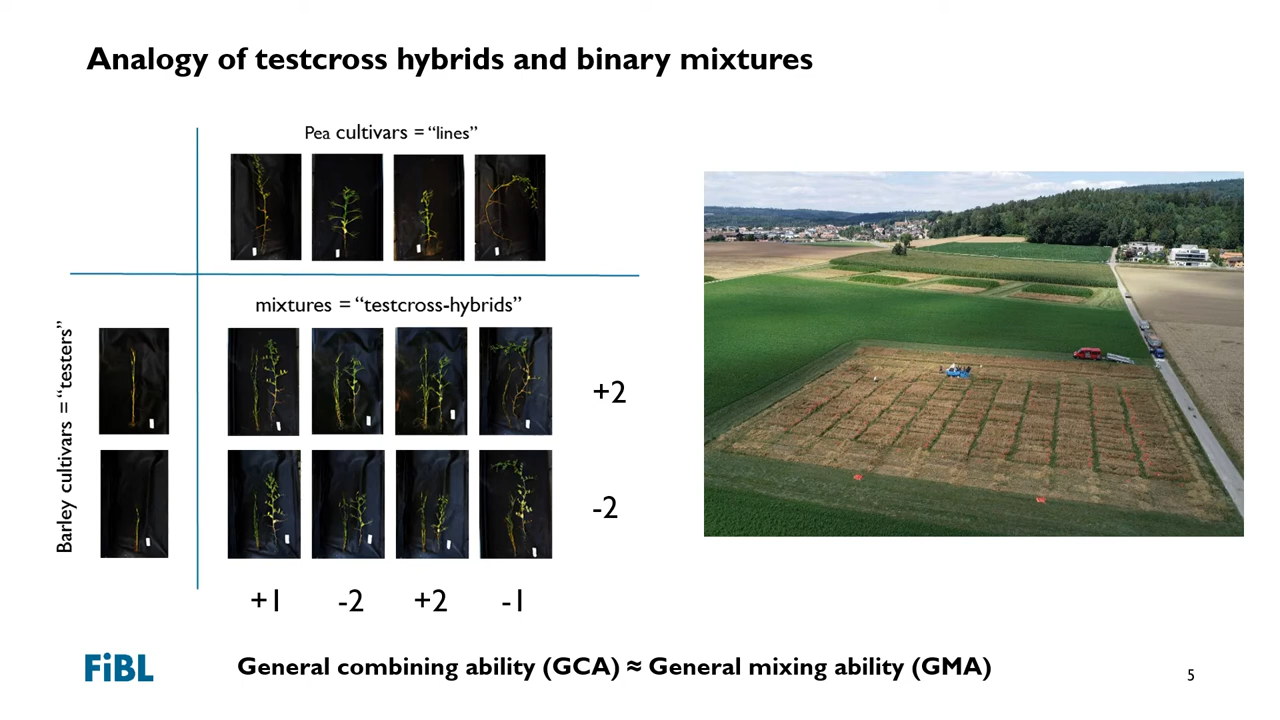 Analogy of testcross hybrids and binary mixtures
Pea cultivars = “lines”
mixtures = “testcross-hybrids”
Barley cultivars = “testers”
+2
-2
+1 -2 +2 -1
FiBL
General combining ability (GCA) ≈ General mixing ability (GMA)
5